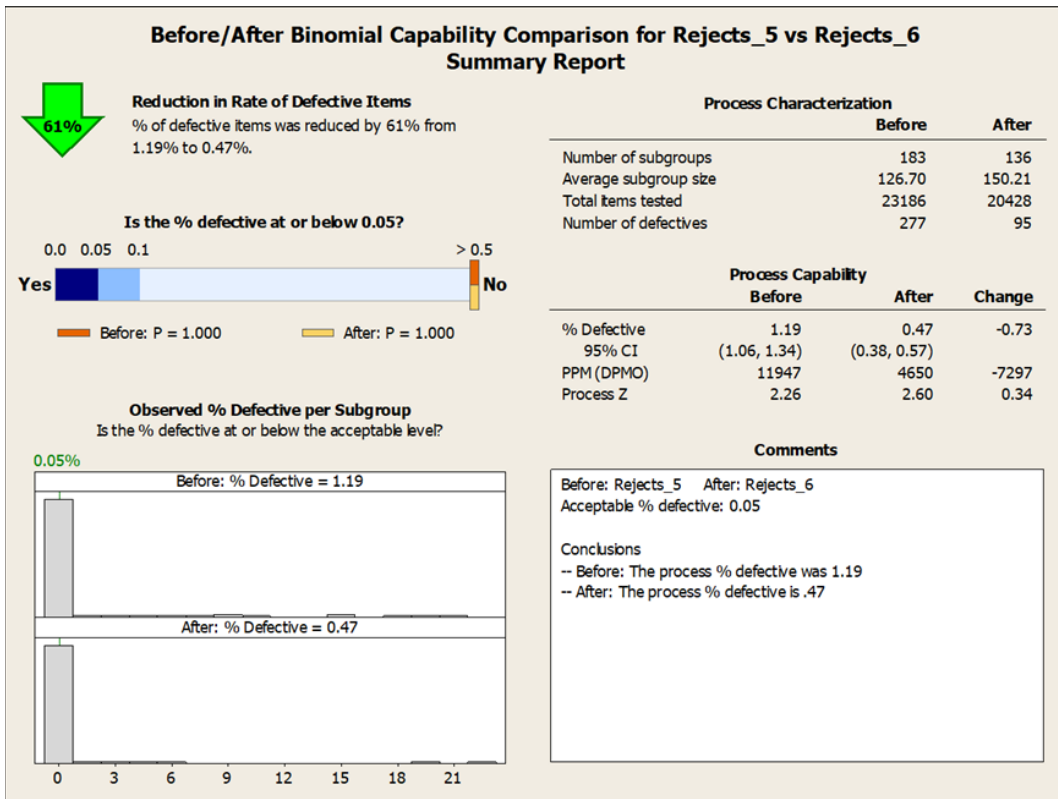 Before/After Binomial Capability Comparison for Rejects_5 vs Rejects_6
Summary Report
61%
Reduction in Rate of Defective Items
% of defective items was reduced by 61% from
1.19% to 0.47%.
Is the % defective at or below 0.05?
0.0 0.05 0.1 > 0.5
Yes No
Before: P = 1.000 After: P = 1.000
Observed % Defective per Subgroup
Is the % defective at or below the acceptable level?
0.05%
Before: % Defective = 1.19
After: % Defective = 0.47
0 3 6 9 12 15 18 21
Process Characterization
Before After
Number of subgroups 183 136
Average subgroup size 126.70 150.21
Total items tested 23186 20428
Number of defectives 277 95
Process Capability
Before After Change
% Defective 1.19 0.47 -0.73
95% CI (1.06, 1.34) (0.38, 0.57)
PPM (DPMO) 11947 4650 -7297
Process Z 2.26 2.60 0.34
Comments
Before: Rejects_5 After: Rejects_6
Acceptable % defective: 0.05
Conclusions
-- Before: The process % defective was 1.19
-- After: The process % defective is .47